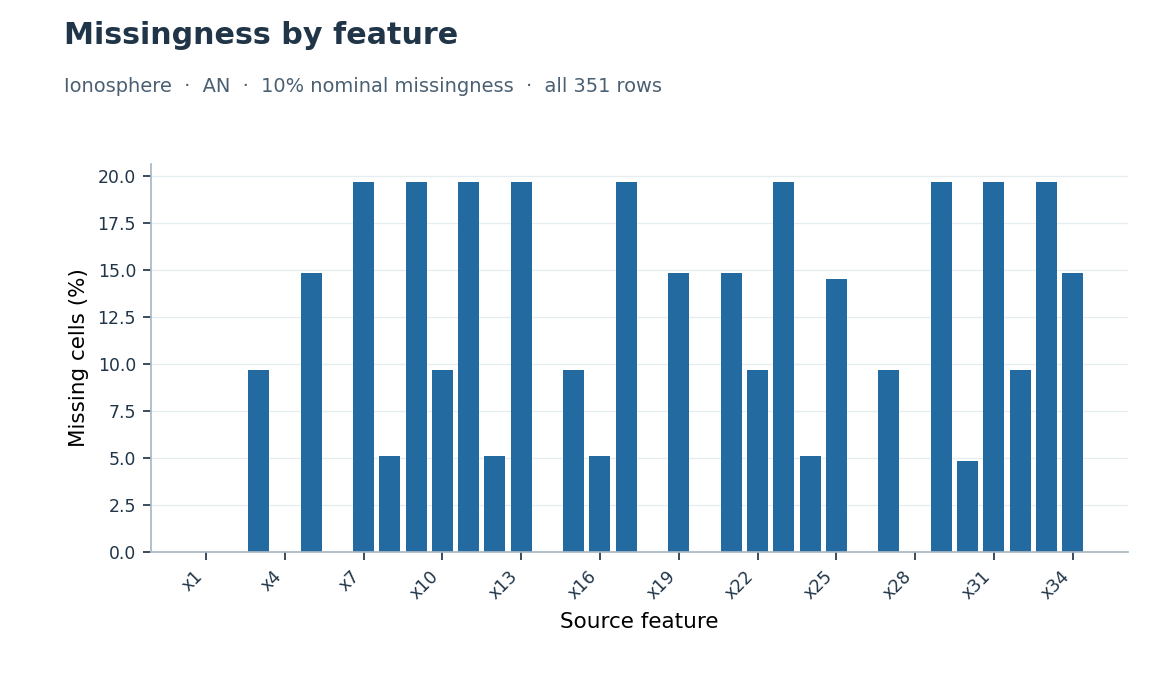 Missingness by feature
Ionosphere · AN · 10% nominal missingness · all 351 rows
20.0
17.5
15.0
12.5
10.0
7.5
5.0
2.5
0.0
Missing cells (%)
x1 x4 x7 x10 x13 x16 x19 x22 x25 x28 x31 x34
Source feature